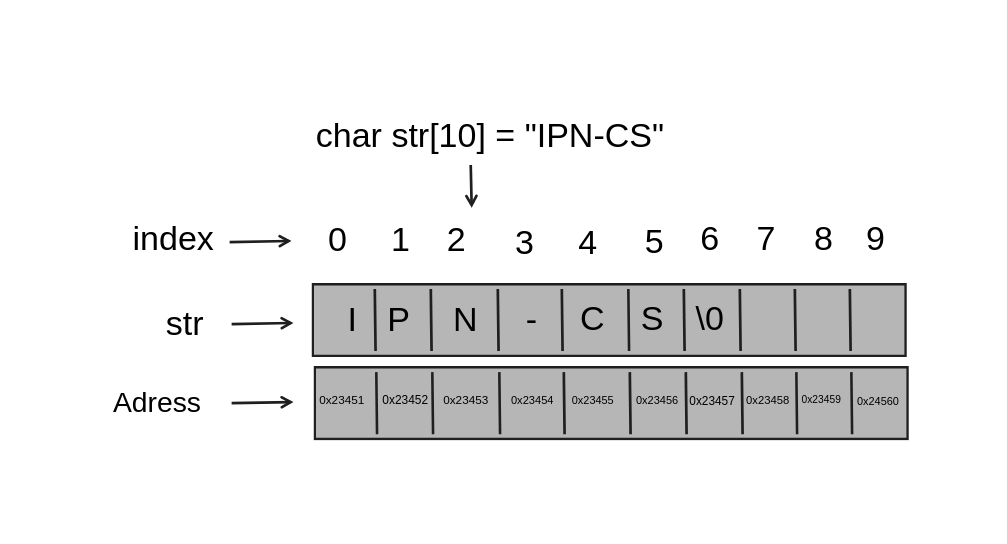 char str[10] = "IPN-CS"
index 0 1 2 3 4 5 6 7 8 9
str I P N - C S \0
Adress 0x23451 0x23452 0x23453 0x23454 0x23455 0x23456 0x23457 0x23458 0x23459 0x24560